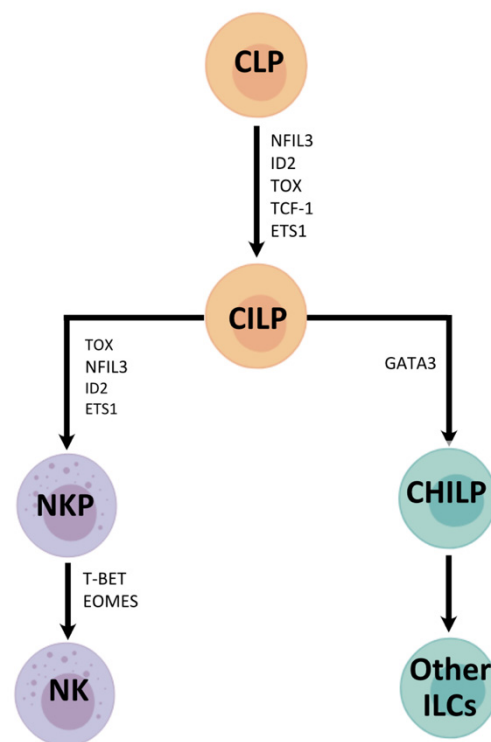 CLP
NFIL3
ID2
TOX
TCF-1
ETS1
CILP
TOX
NFIL3
ID2
ETS1
GATA3
NKP
CHILP
T-BET
EOMES
NK
Other
ILCs